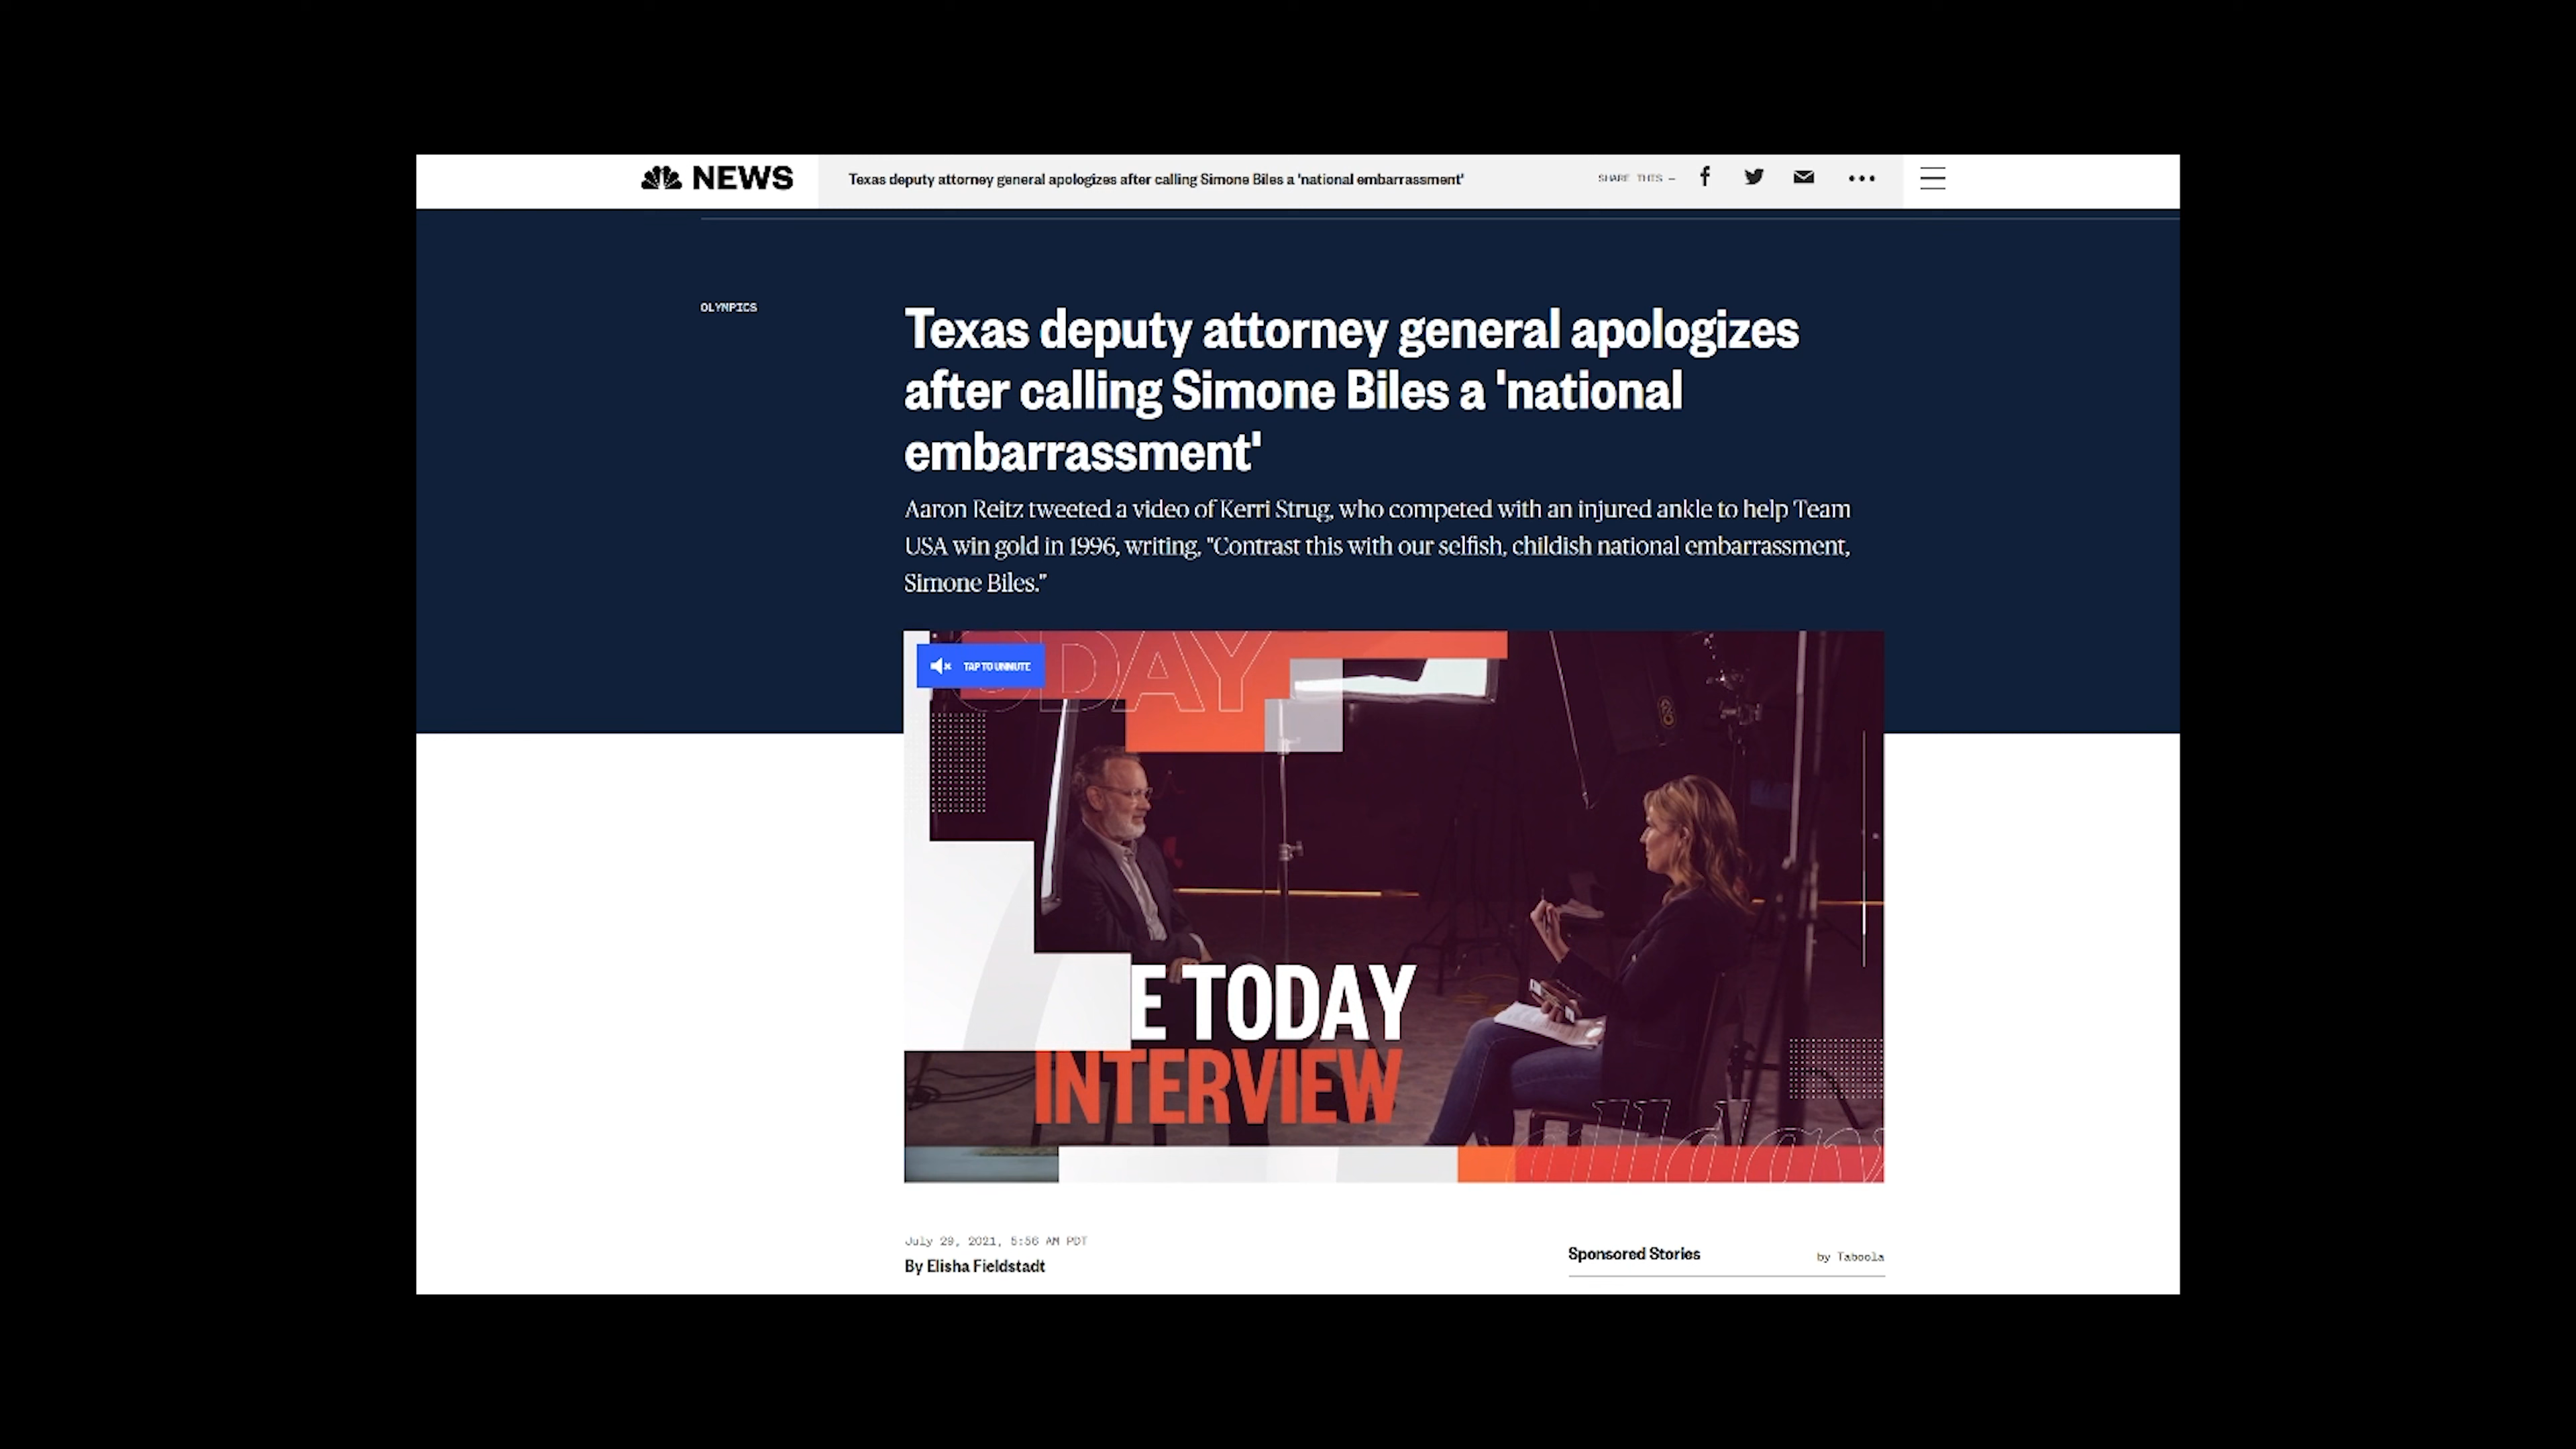 NEWS
Texas deputy attorney general apologizes after calling Simone Biles a 'national embarrassment'
SHARE THIS —
OLYMPICS
Texas deputy attorney general apologizes
after calling Simone Biles a 'national
embarrassment'
Aaron Reitz tweeted a video of Kerri Strug, who competed with an injured ankle to help Team
USA win gold in 1996, writing, "Contrast this with our selfish, childish national embarrassment,
Simone Biles."
TAP TO UNMUTE
ODAY
E TODAY
INTERVIEW
allday
July 29, 2021, 5:56 AM PDT
By Elisha Fieldstadt
Sponsored Stories
by Taboola